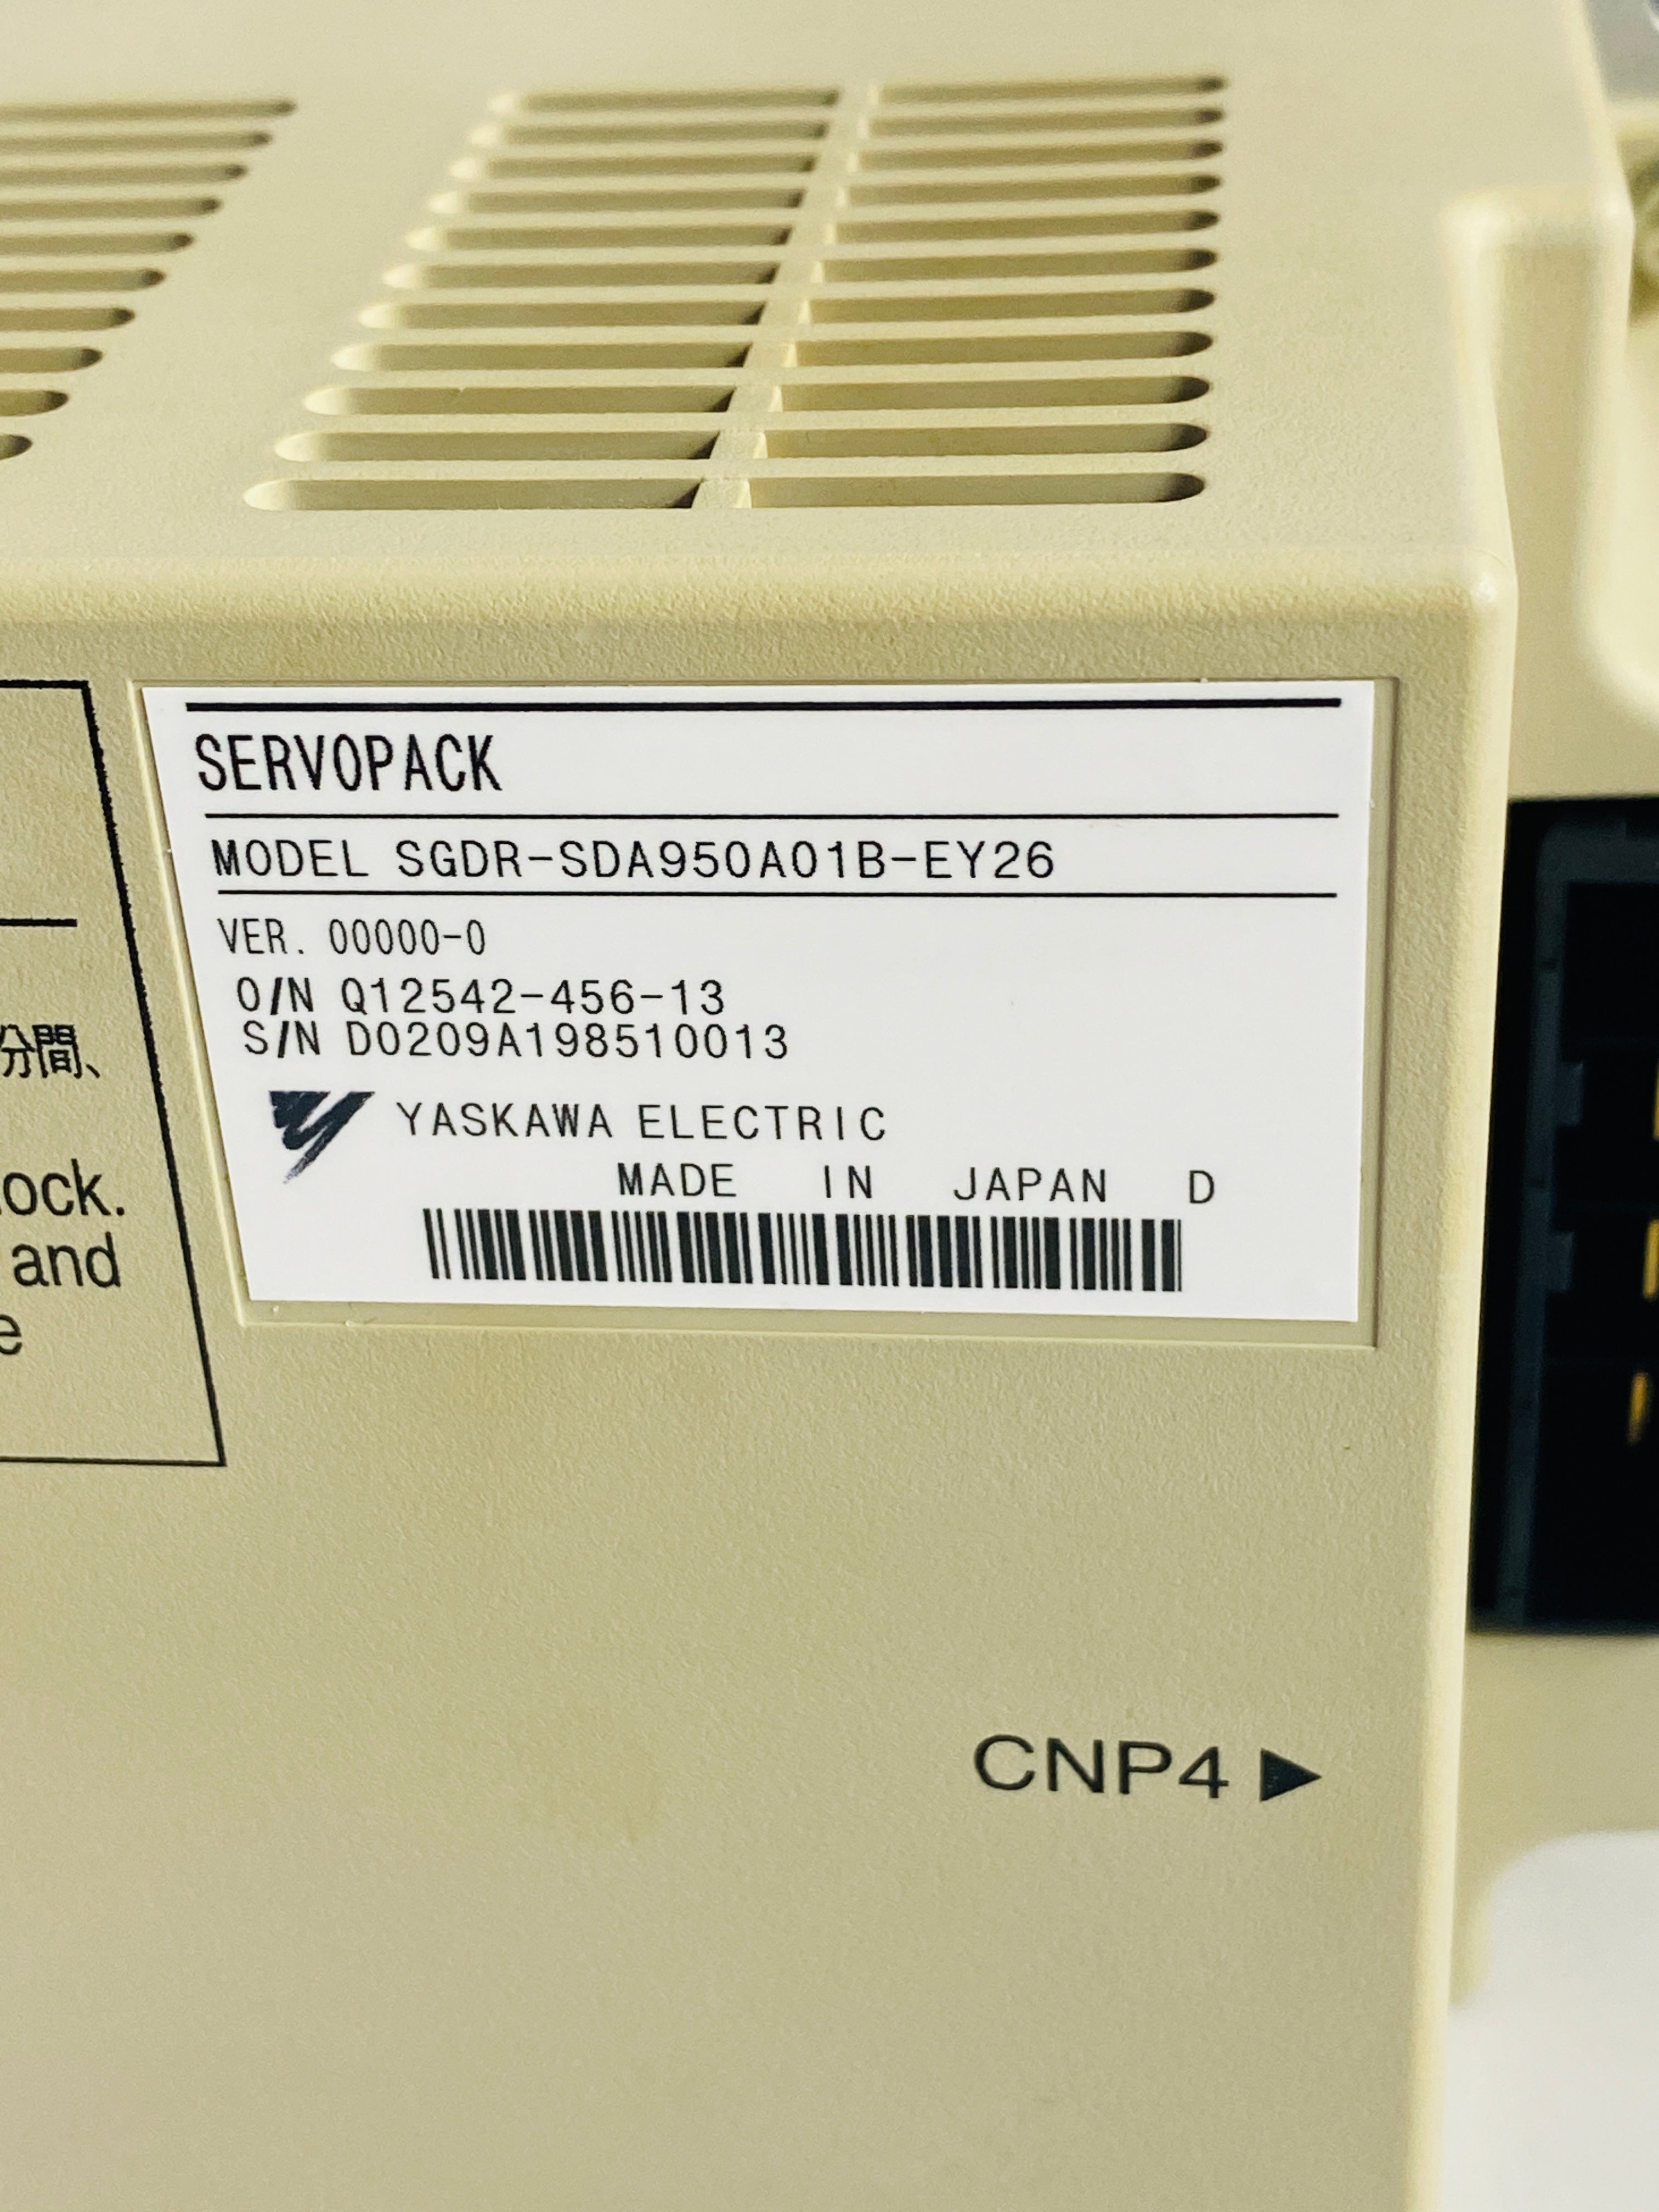 SERVOPACK
MODEL SGDR-SDA950A01B-EY26
VER. 00000-0
O/N Q12542-456-13
S/N D0209A198510013
YASKAWA ELECTRIC
MADE IN JAPAN D
分間、
ock.
and
e
CNP4 ▶